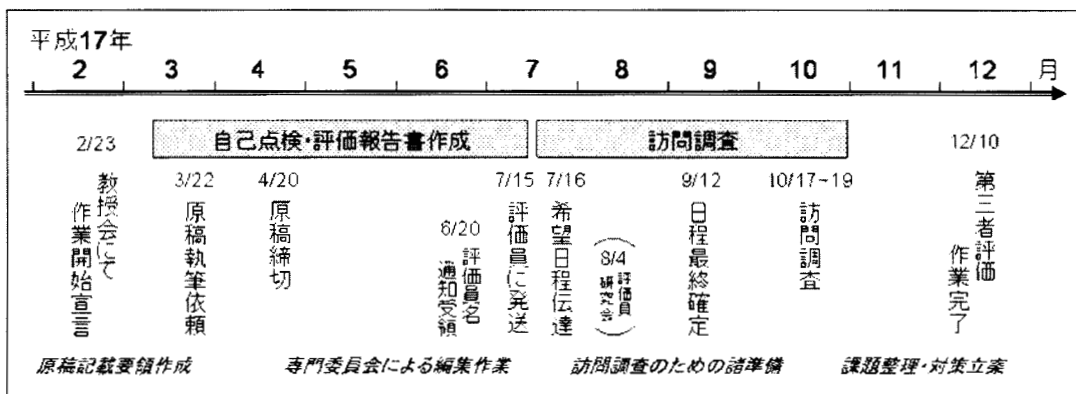 平成17年
2 3 4 5 6 7 8 9 10 11 12 月
自己点検・評価報告書作成
訪問調査
2/23
教授会にて
作業開始宣言
3/22
原稿執筆依頼
4/20
原稿締切
6/20
評価員名
通知受領
7/15
評価員に発送
7/16
希望日程伝達
(8/4 評価員
研究会)
9/12
日程最終確定
10/17~19
訪問調査
12/10
第三者評価
作業完了
原稿記載要領作成
専門委員会による編集作業
訪問調査のための諸準備
課題整理・対策立案